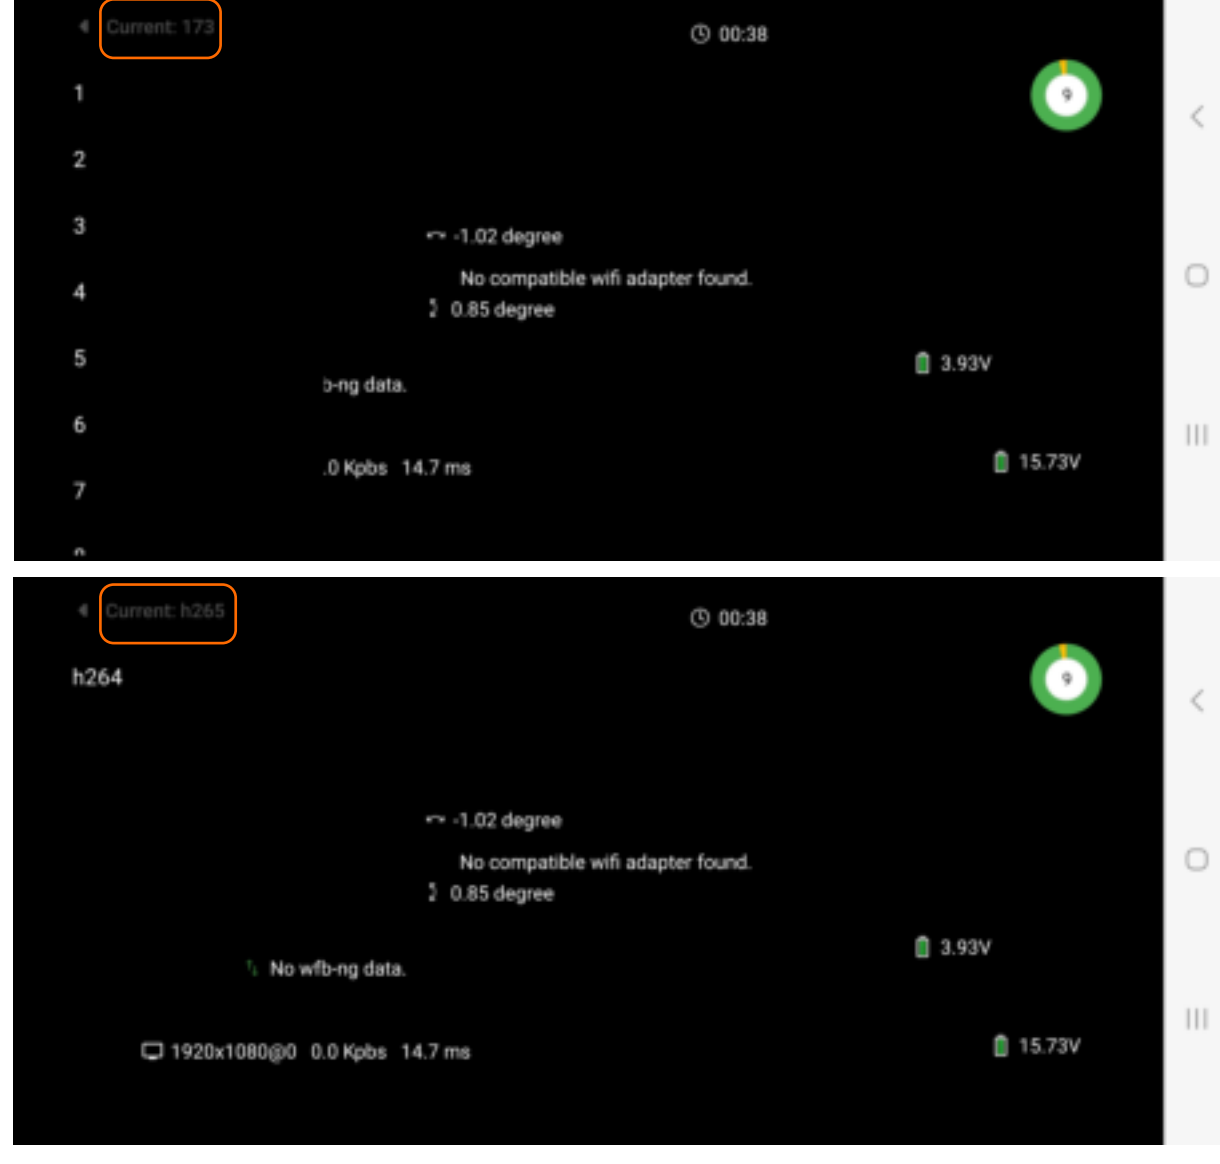 Current: 173
00:38
1
9
2
3
-1.02 degree
No compatible wifi adapter found.
4
0.85 degree
5
3.93V
b-ng data.
6
.0 Kpbs 14.7 ms
15.73V
7
Current: h265
00:38
h264
9
-1.02 degree
No compatible wifi adapter found.
0.85 degree
3.93V
No wfb-ng data.
1920x1080@0 0.0 Kpbs 14.7 ms
15.73V